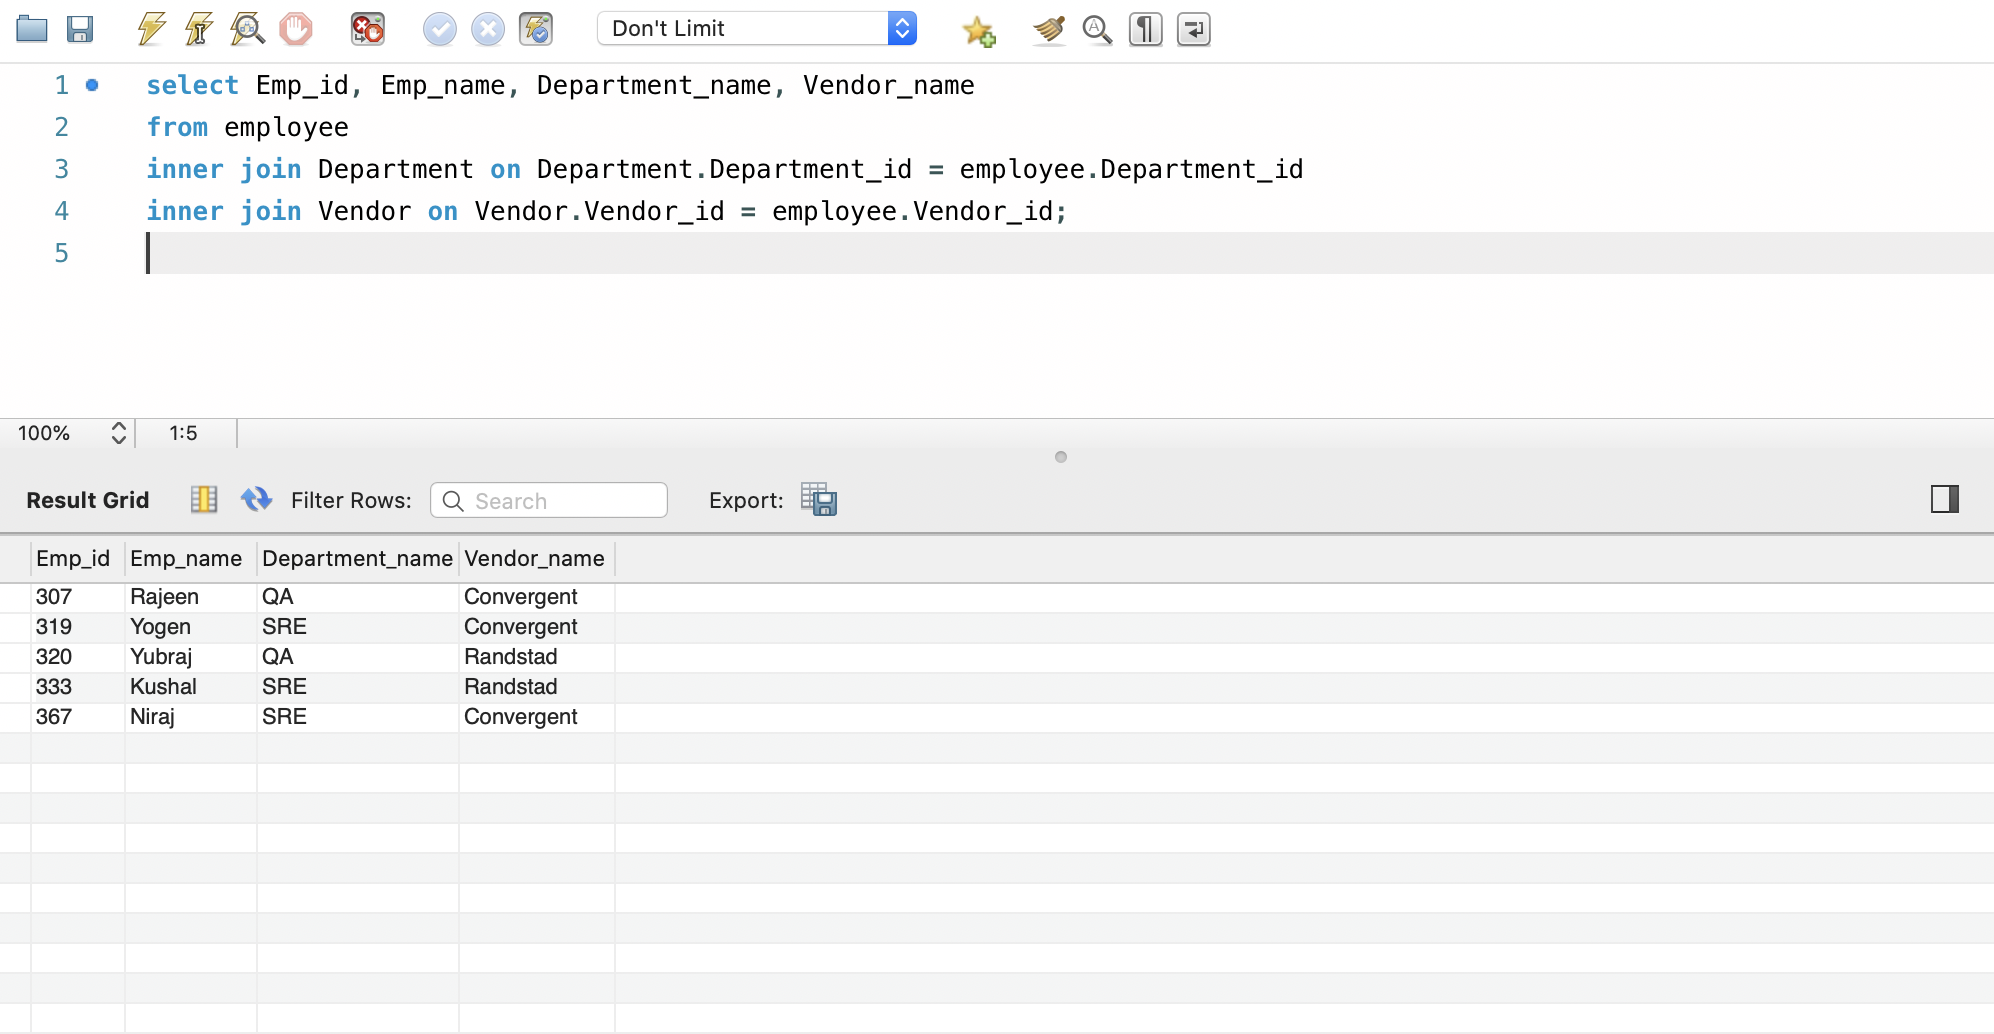 Don't Limit
1 select Emp_id, Emp_name, Department_name, Vendor_name
2 from employee
3 inner join Department on Department.Department_id = employee.Department_id
4 inner join Vendor on Vendor.Vendor_id = employee.Vendor_id;
5
100% 1:5
Result Grid Filter Rows: Search Export:
Emp_id Emp_name Department_name Vendor_name
307 Rajeen QA Convergent
319 Yogen SRE Convergent
320 Yubraj QA Randstad
333 Kushal SRE Randstad
367 Niraj SRE Convergent